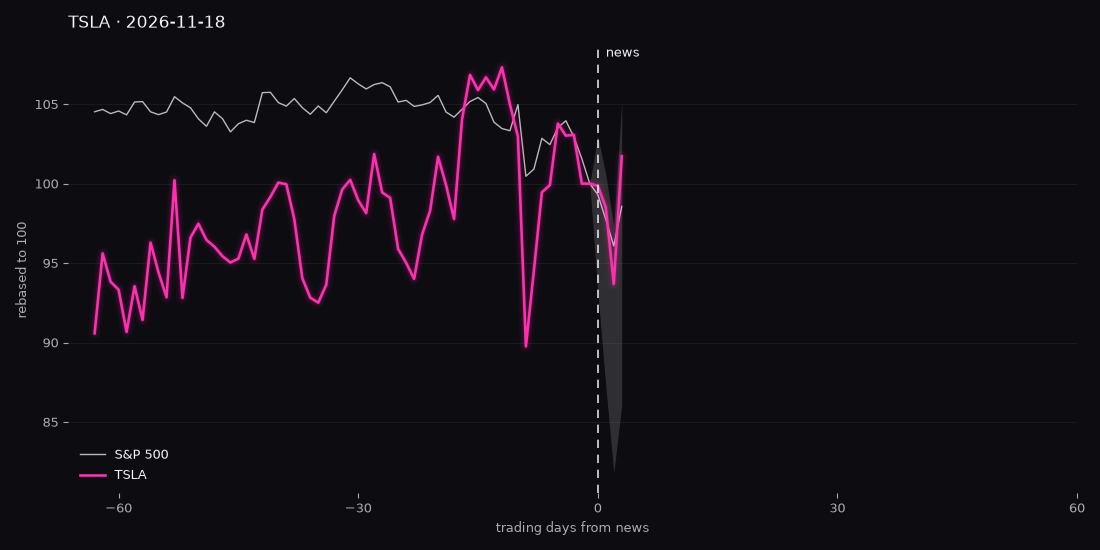 TSLA · 2026-11-18
news
105
100
95
90
85
rebased to 100
S&P 500
TSLA
−60
−30
0
30
60
trading days from news